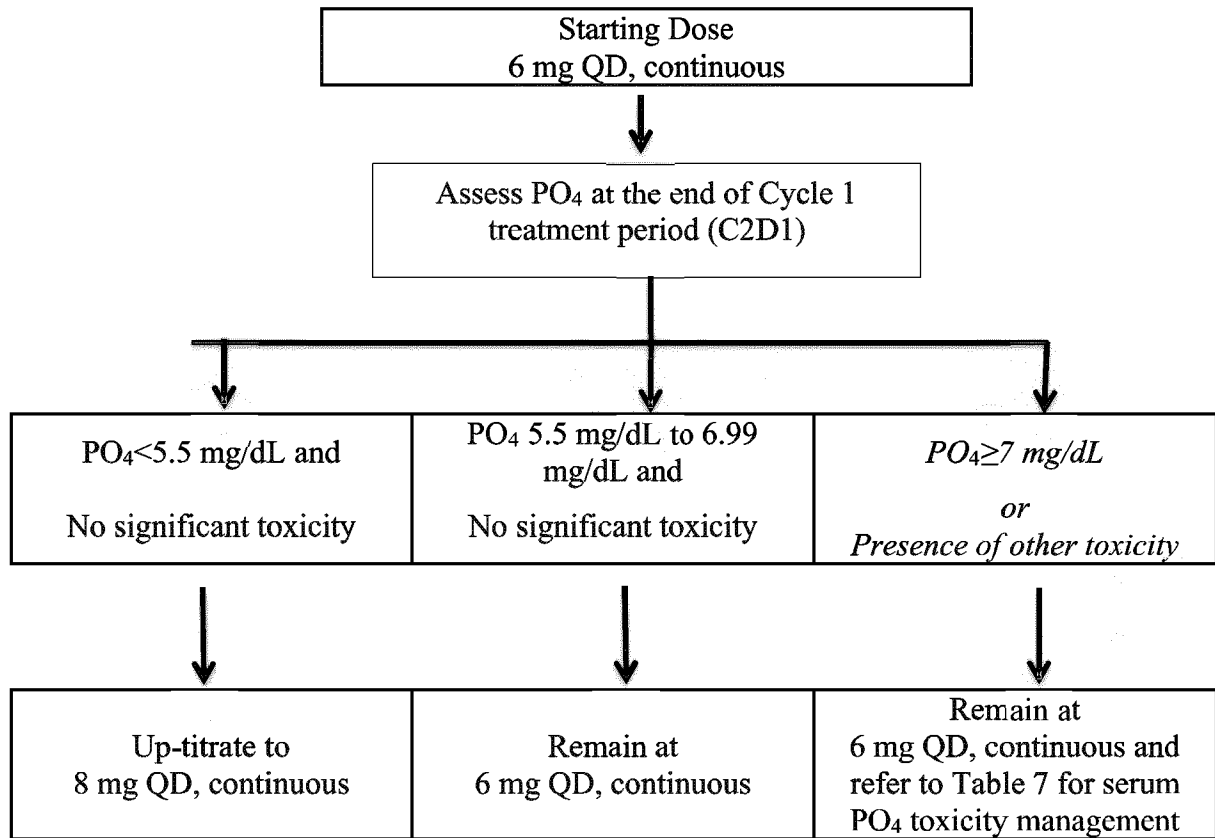 Starting Dose
6 mg QD, continuous
Assess PO₄ at the end of Cycle 1
treatment period (C2D1)
PO₄<5.5 mg/dL and
No significant toxicity
PO₄ 5.5 mg/dL to 6.99
mg/dL and
No significant toxicity
PO₄≥7 mg/dL
or
Presence of other toxicity
Up-titrate to
8 mg QD, continuous
Remain at
6 mg QD, continuous
Remain at
6 mg QD, continuous and
refer to Table 7 for serum
PO₄ toxicity management